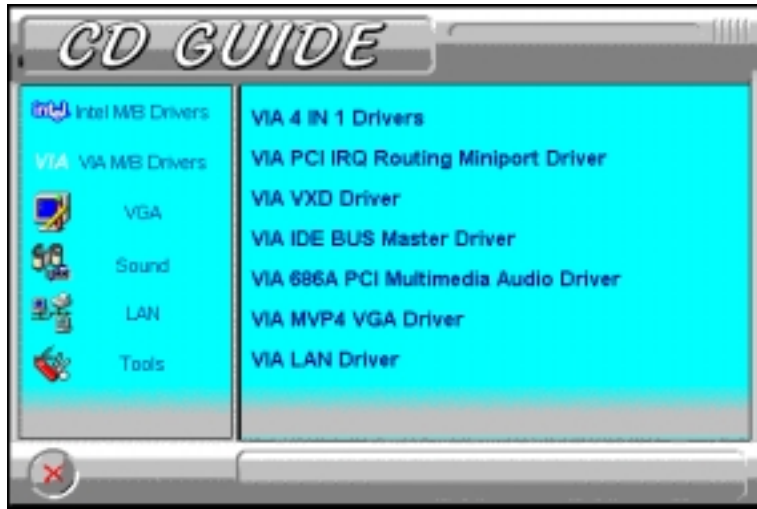 CD GUIDE
intel Intel M/B Drivers
VIA VIA M/B Drivers
VGA
Sound
LAN
Tools
VIA 4 IN 1 Drivers
VIA PCI IRQ Routing Miniport Driver
VIA VXD Driver
VIA IDE BUS Master Driver
VIA 686A PCI Multimedia Audio Driver
VIA MVP4 VGA Driver
VIA LAN Driver